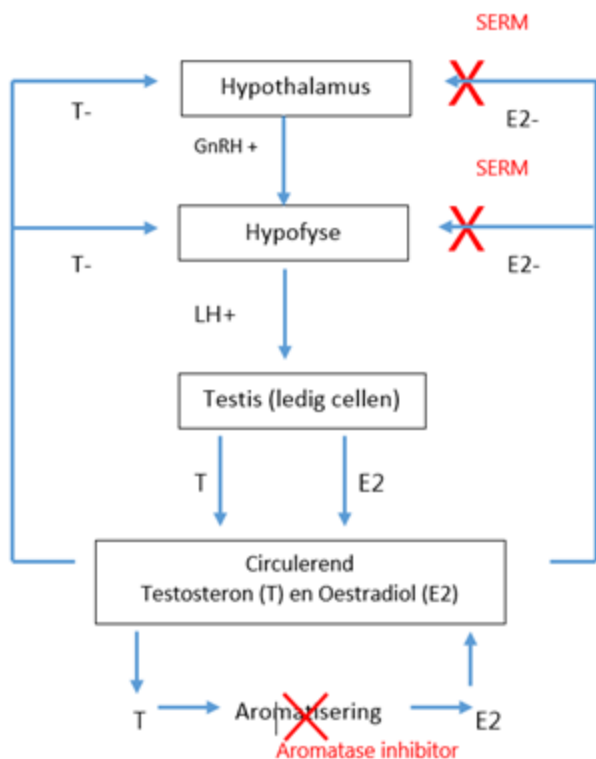 SERM
Hypothalamus
T-
E2-
GnRH +
SERM
Hypofyse
T-
E2-
LH+
Testis (ledig cellen)
T
E2
Circulerend
Testosteron (T) en Oestradiol (E2)
T
Aromatisering
E2
Aromatase inhibitor